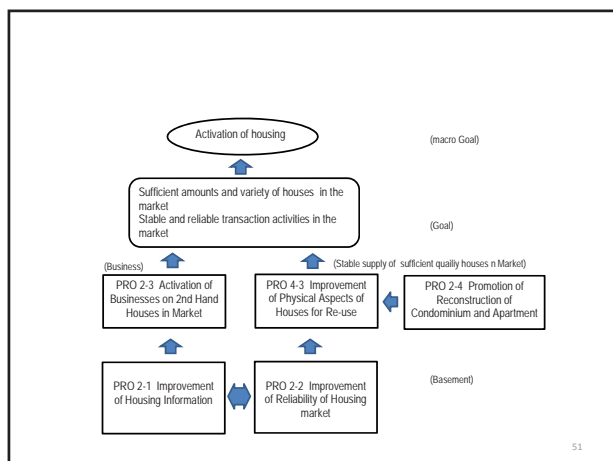 Activation of housing
(macro Goal)
Sufficient amounts and variety of houses in the
market
Stable and reliable transaction activities in the
market
(Goal)
(Business)
(Stable supply of sufficient quailiy houses n Market)
PRO 2-3 Activation of
Businesses on 2nd Hand
Houses in Market
PRO 4-3 Improvement
of Physical Aspects of
Houses for Re-use
PRO 2-4 Promotion of
Reconstruction of
Condominium and Apartment
PRO 2-1 Improvement
of Housing Information
PRO 2-2 Improvement
of Reliability of Housing
market
(Basement)
51